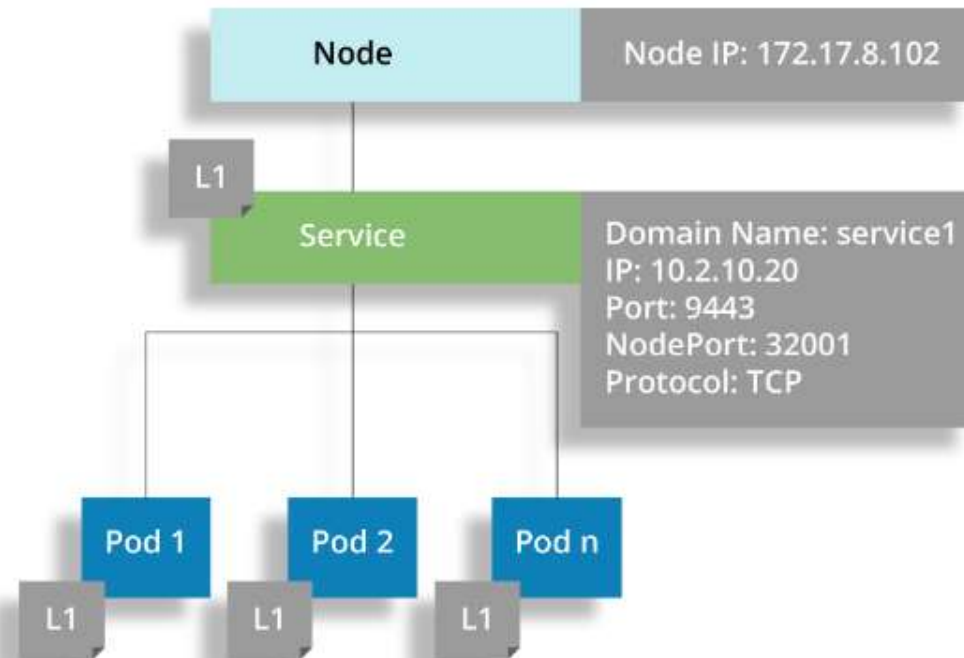 Node
Node IP: 172.17.8.102
L1
Service
Domain Name: service1
IP: 10.2.10.20
Port: 9443
NodePort: 32001
Protocol: TCP
Pod 1
Pod 2
Pod n
L1
L1
L1